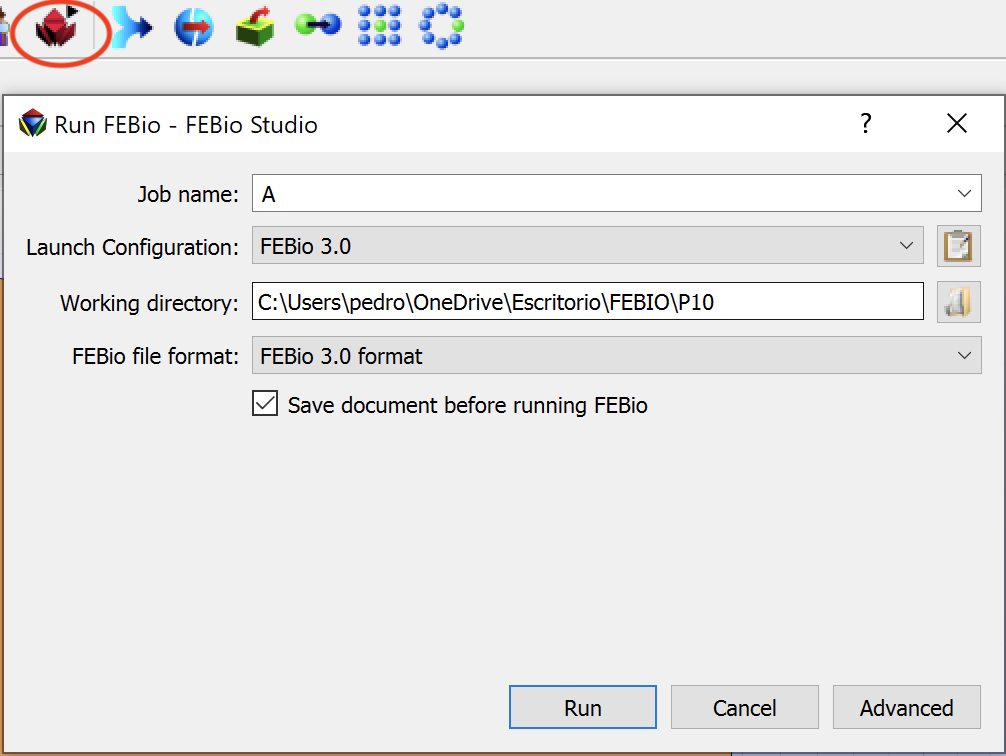 Run FEBio - FEBio Studio
?
Job name: A
Launch Configuration: FEBio 3.0
Working directory: C:\Users\pedro\OneDrive\Escritorio\FEBIO\P10
FEBio file format: FEBio 3.0 format
Save document before running FEBio
Run Cancel Advanced